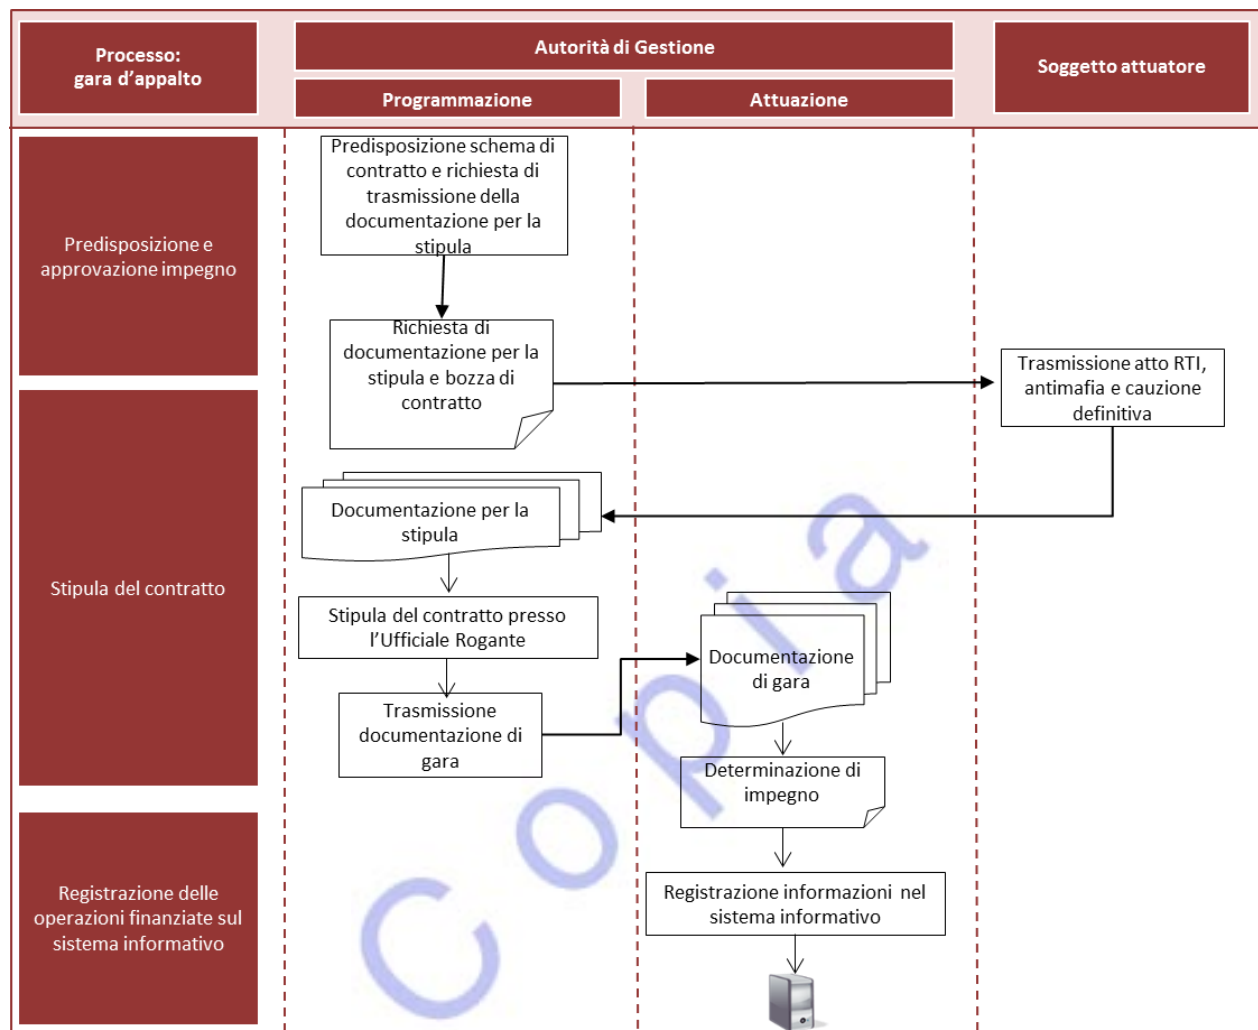 Processo:
gara d’appalto
Autorità di Gestione
Programmazione
Attuazione
Soggetto attuatore
Predisposizione e
approvazione impegno
Predisposizione schema di
contratto e richiesta di
trasmissione della
documentazione per la
stipula
Richiesta di
documentazione per la
stipula e bozza di
contratto
Trasmissione atto RTI,
antimafia e cauzione
definitiva
Stipula del contratto
Documentazione per la
stipula
Stipula del contratto presso
l’Ufficiale Rogante
Trasmissione
documentazione di
gara
Documentazione
di gara
Determinazione di
impegno
Registrazione delle
operazioni finanziate sul
sistema informativo
Registrazione informazioni nel
sistema informativo
Copia